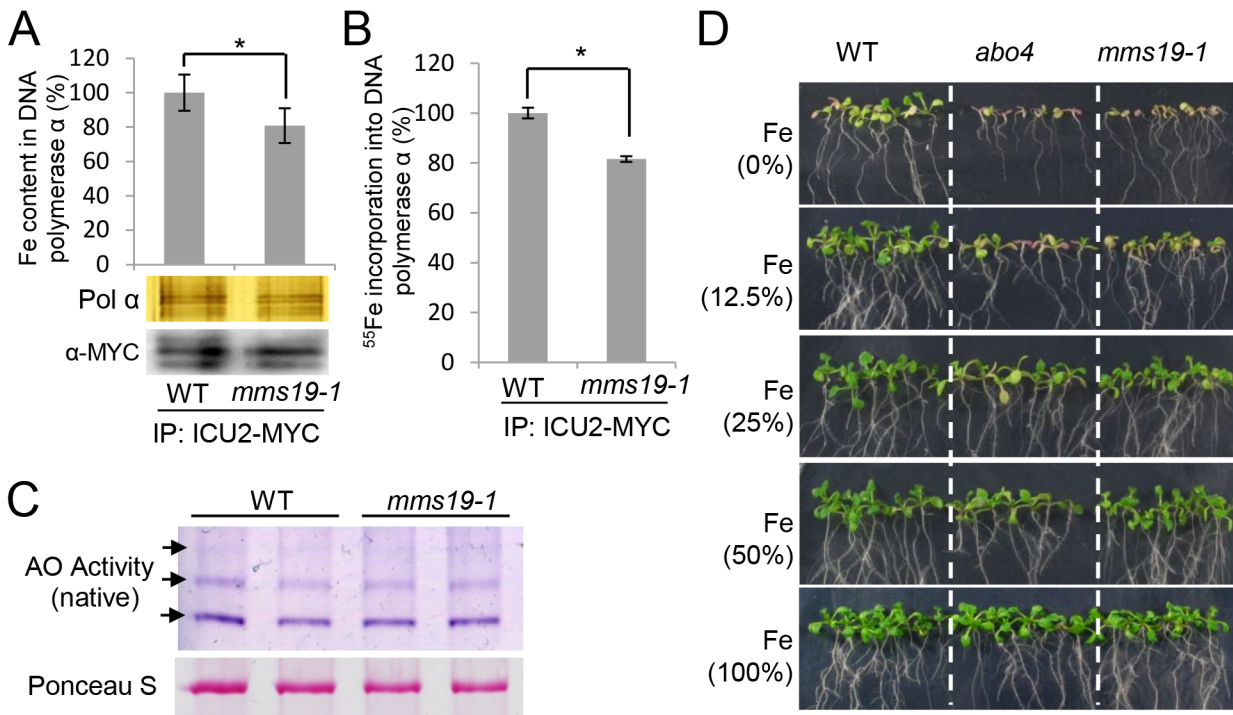 A
Fe content in DNA
polymerase α (%)
120
100
80
60
40
20
0
*
Pol α
α-MYC
WT mms19-1
IP: ICU2-MYC
B
⁵⁵Fe incorporation into DNA
polymerase α (%)
120
100
80
60
40
20
0
*
WT mms19-1
IP: ICU2-MYC
C
WT mms19-1
AO Activity
(native)
Ponceau S
D
WT abo4 mms19-1
Fe
(0%)
Fe
(12.5%)
Fe
(25%)
Fe
(50%)
Fe
(100%)